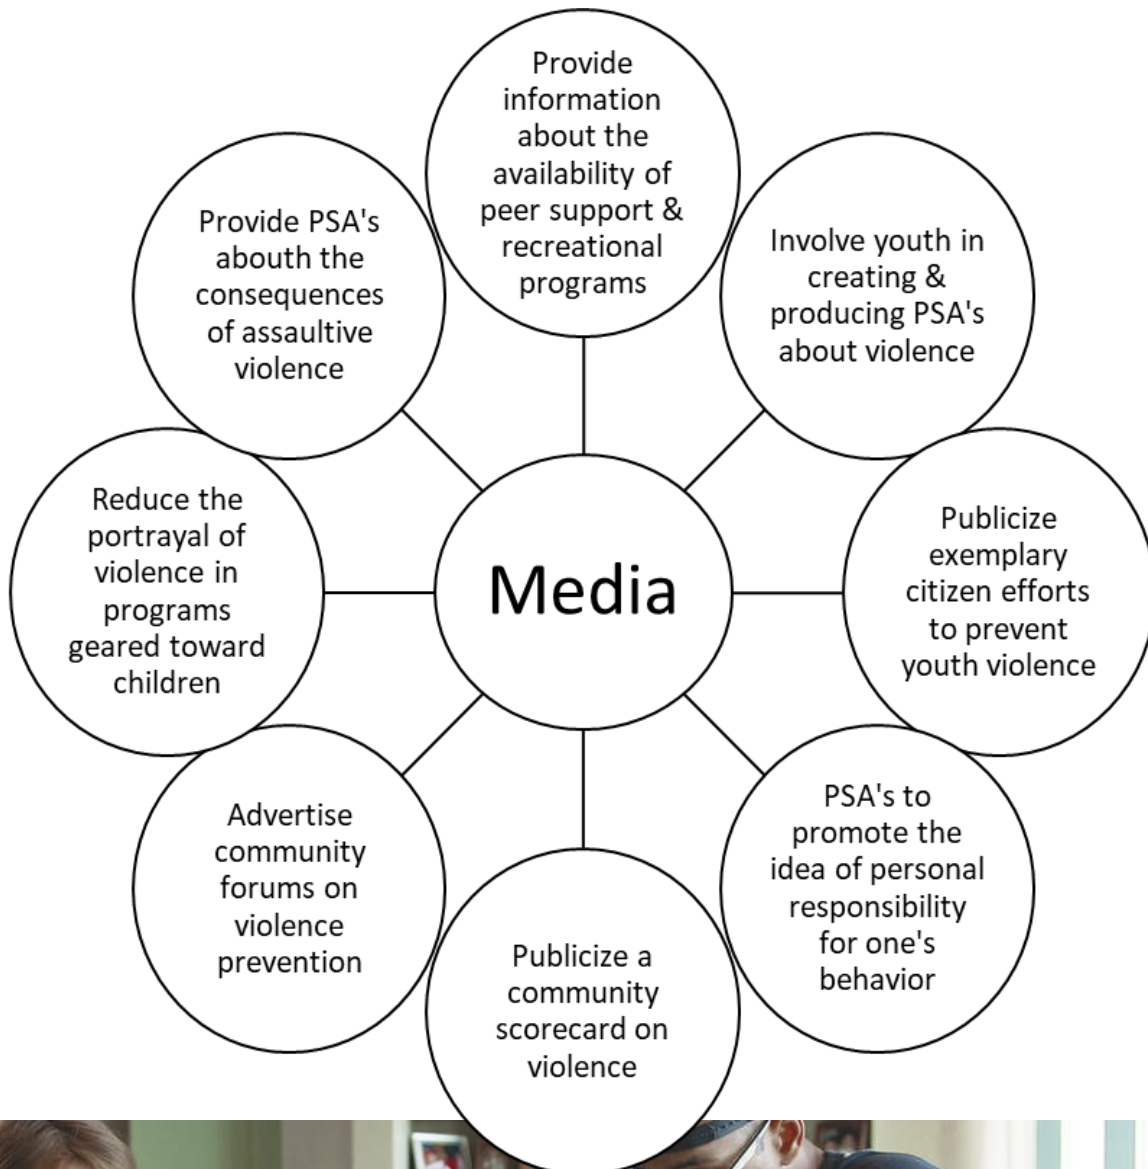 Provide
information
about the
availability of
peer support &
recreational
programs
Involve youth in
creating &
producing PSA's
about violence
Publicize
exemplary
citizen efforts
to prevent
youth violence
PSA's to
promote the
idea of personal
responsibility
for one's
behavior
Publicize a
community
scorecard on
violence
Advertise
community
forums on
violence
prevention
Reduce the
portrayal of
violence in
programs
geared toward
children
Provide PSA's
abouth the
consequences
of assaultive
violence
Media